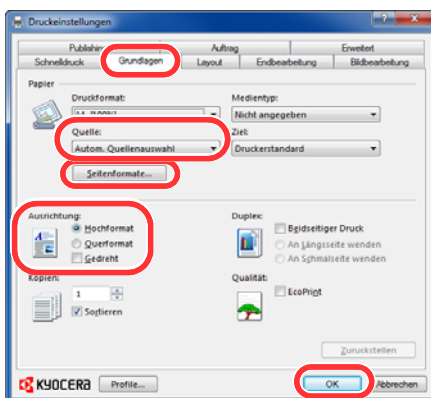 Druckeinstellungen
Publishing Auftrag Erweitert
Schnelldruck Grundlagen Layout Endbearbeitung Bildbearbeitung
Papier
Druckformat: Medientyp:
A4 [100%] Nicht angegeben
Quelle: Ziel:
Autom. Quellenauswahl Druckerstandard
Seitenformate...
Ausrichtung: Duplex:
Hochformat Beidseitiger Druck
Querformat An Längsseite wenden
Gedreht An Schmalseite wenden
Kopien: Qualität:
1 EcoPrint
Sortieren
Zurückstellen
KYOCERA Profile... OK Abbrechen